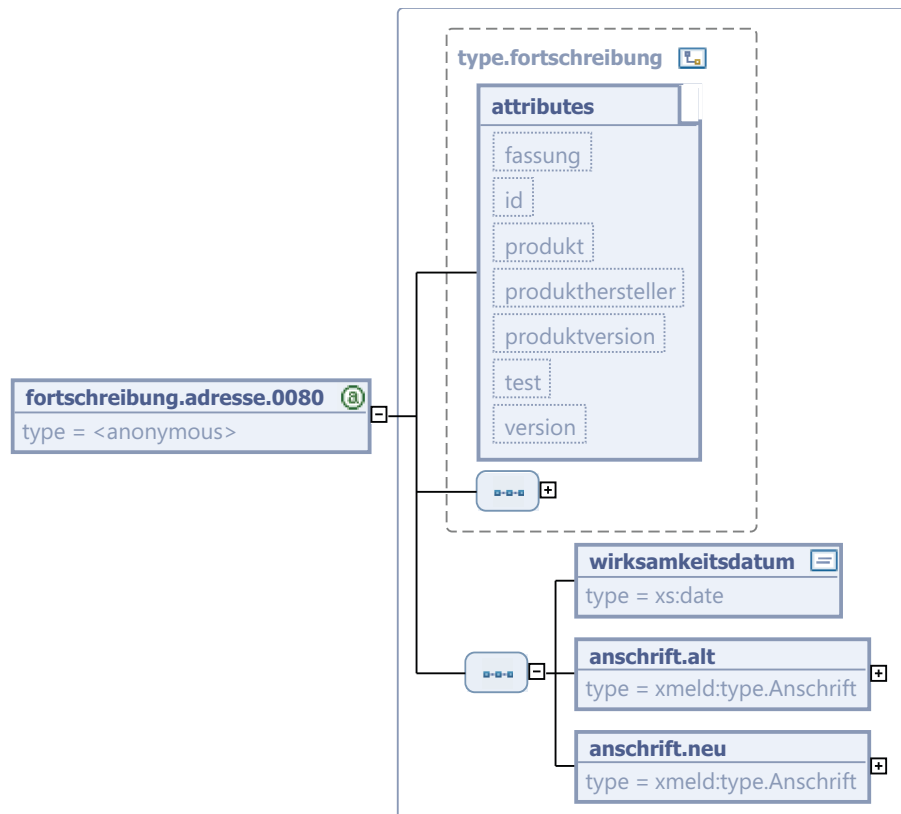 type.fortschreibung
attributes
fassung
id
produkt
produkthersteller
produktversion
test
version
fortschreibung.adresse.0080 a
type = <anonymous>
wirksamkeitsdatum
type = xs:date
anschrift.alt
type = xmeld:type.Anschrift
anschrift.neu
type = xmeld:type.Anschrift